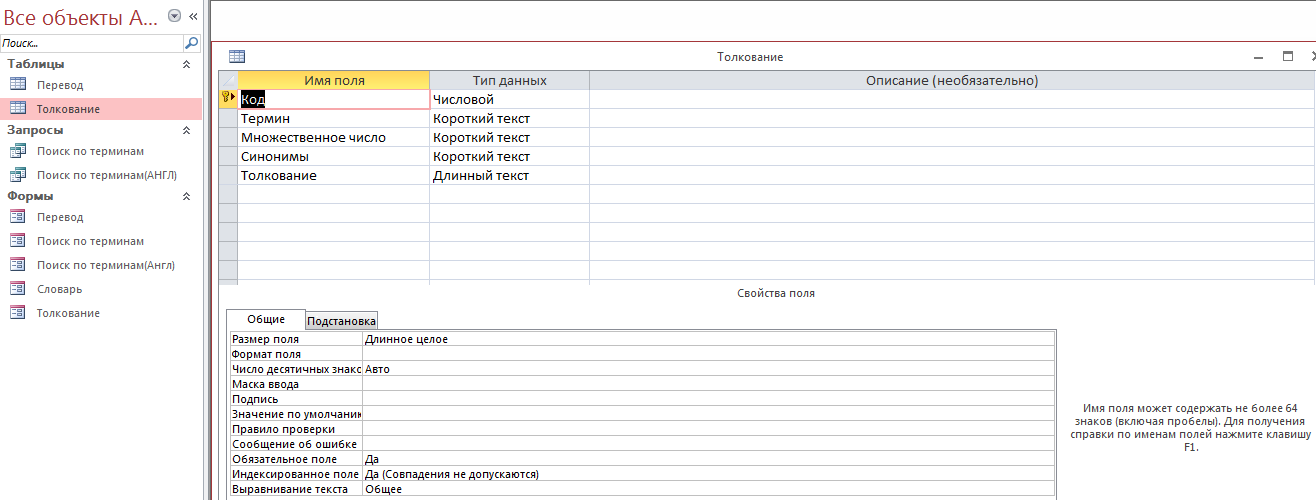 Все объекты A...
Поиск...
Таблицы
Перевод
Толкование
Запросы
Поиск по терминам
Поиск по терминам(АНГЛ)
Формы
Перевод
Поиск по терминам
Поиск по терминам(Англ)
Словарь
Толкование
Толкование
Имя поля Тип данных Описание (необязательно)
Код Числовой
Термин Короткий текст
Множественное число Короткий текст
Синонимы Короткий текст
Толкование Длинный текст
Свойства поля
Общие Подстановка
Размер поля Длинное целое
Формат поля
Число десятичных знако Авто
Маска ввода
Подпись
Значение по умолчани
Правило проверки
Сообщение об ошибке
Обязательное поле Да
Индексированное поле Да (Совпадения не допускаются)
Выравнивание текста Общее
Имя поля может содержать не более 64
знаков (включая пробелы). Для получения
справки по именам полей нажмите клавишу
F1.